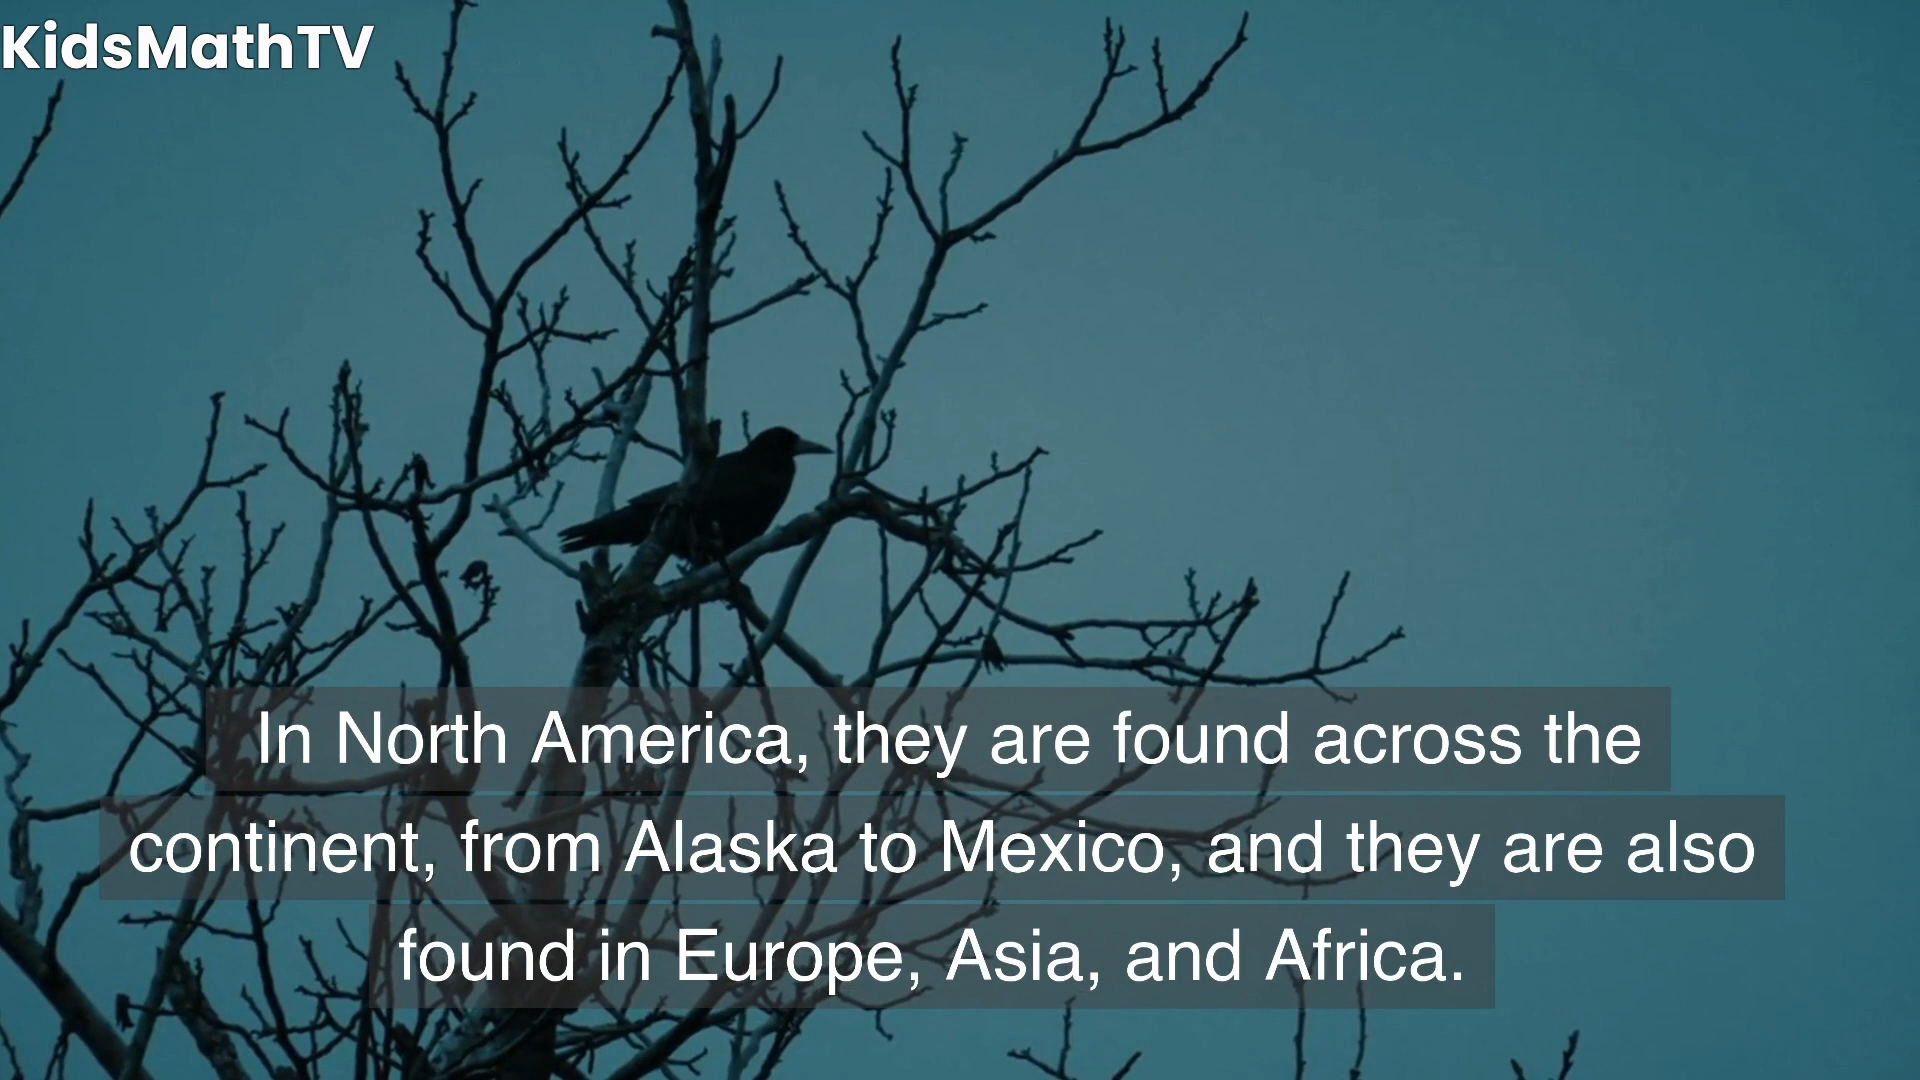 KidsMathTV
In North America, they are found across the
continent, from Alaska to Mexico, and they are also
found in Europe, Asia, and Africa.